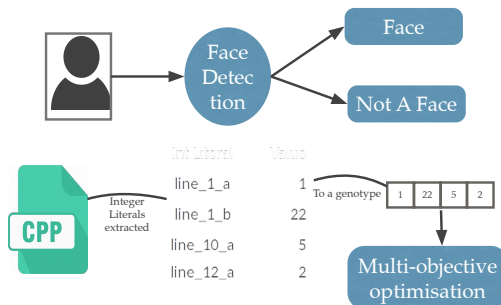 Face
Face
Detec
tion
Not A Face
Int Literal Value
line_1_a 1
line_1_b 22
line_10_a 5
line_12_a 2
CPP
Integer
Literals
extracted
To a genotype
1 22 5 2
Multi-objective
optimisation